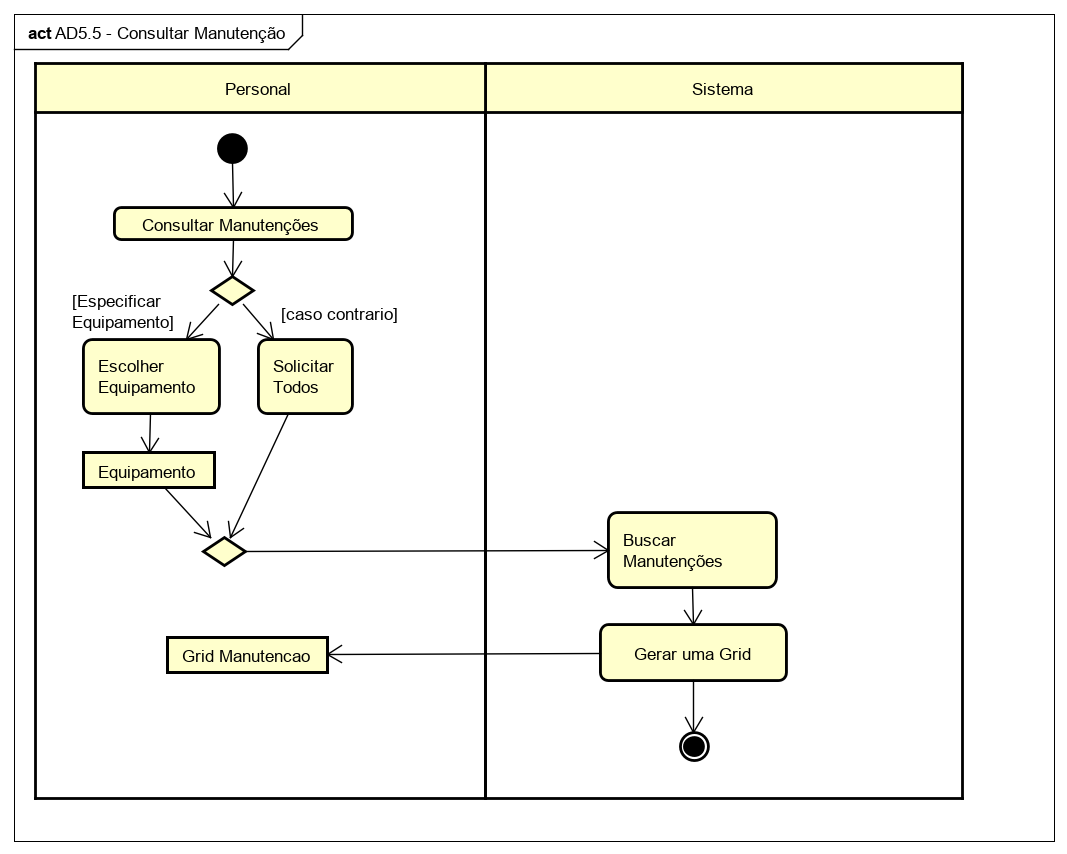 act AD5.5 - Consultar Manutenção
Personal
Sistema
Consultar Manutenções
[Especificar
Equipamento]
[caso contrario]
Escolher
Equipamento
Solicitar
Todos
Equipamento
Buscar
Manutenções
Grid Manutencao
Gerar uma Grid